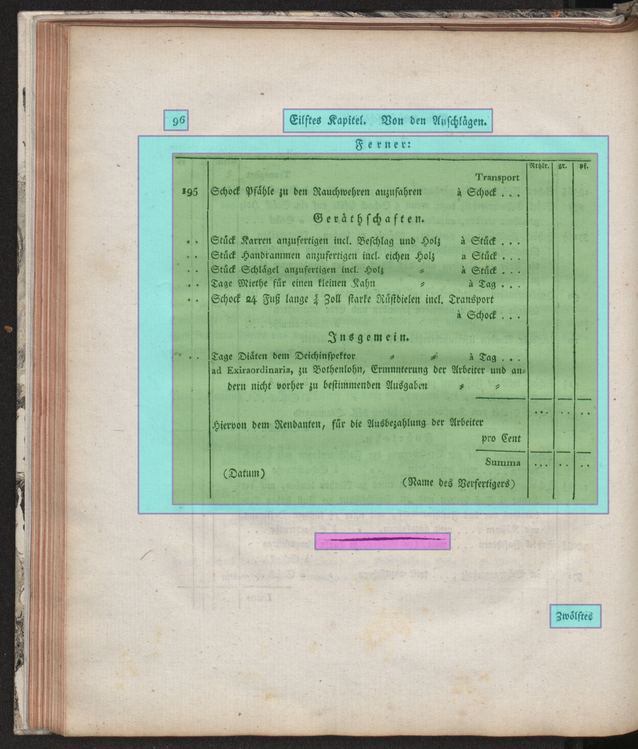 96
Eilftes Kapitel. Von den Anschlägen.
Ferner:
Rthlr. gr. pf.
Transport
195 Schock Pfähle zu den Rauchwehren anzufahren à Schock . . .
Geräthschaften.
. . Stück Karren anzufertigen incl. Beschlag und Holz à Stück . . .
. . Stück Handrammen anzufertigen incl. eichen Holz a Stück . . .
. . Stück Schlägel anzufertigen incl. Holz " à Stück . . .
. . Tage Miethe für einen kleinen Kahn " à Tag . . .
. . Schock 24 Fuß lange ¾ Zoll starke Rüstdielen incl. Transport
à Schock . . .
Insgemein.
. . Tage Diäten dem Deichinspektor " " à Tag . . .
ad Exiraordinaria, zu Bothenlohn, Ermunterung der Arbeiter und an-
dern nicht vorher zu bestimmenden Ausgaben " "
... .. ..
Hiervon dem Rendanten, für die Ausbezahlung der Arbeiter
pro Cent
Summa ... .. ..
(Datum)
(Name des Verfertigers)
Zwölftes